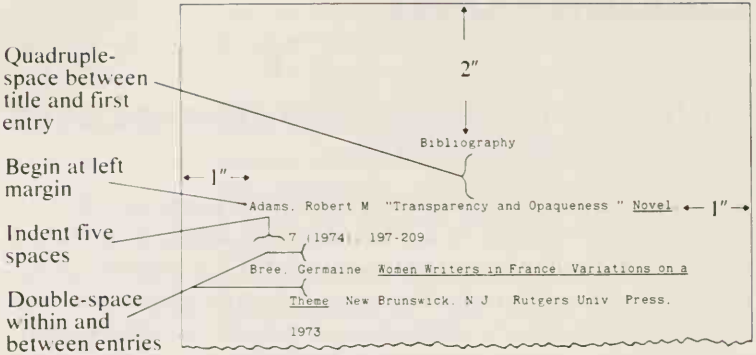 Quadruple-
space between
title and first
entry
Begin at left
margin
Indent five
spaces
Double-space
within and
between entries
2"
Bibliography
1"
Adams, Robert M "Transparency and Opaqueness " Novel
1"
7 (1974), 197-209
Bree, Germaine Women Writers in France Variations on a
Theme New Brunswick, N J Rutgers Univ Press,
1973